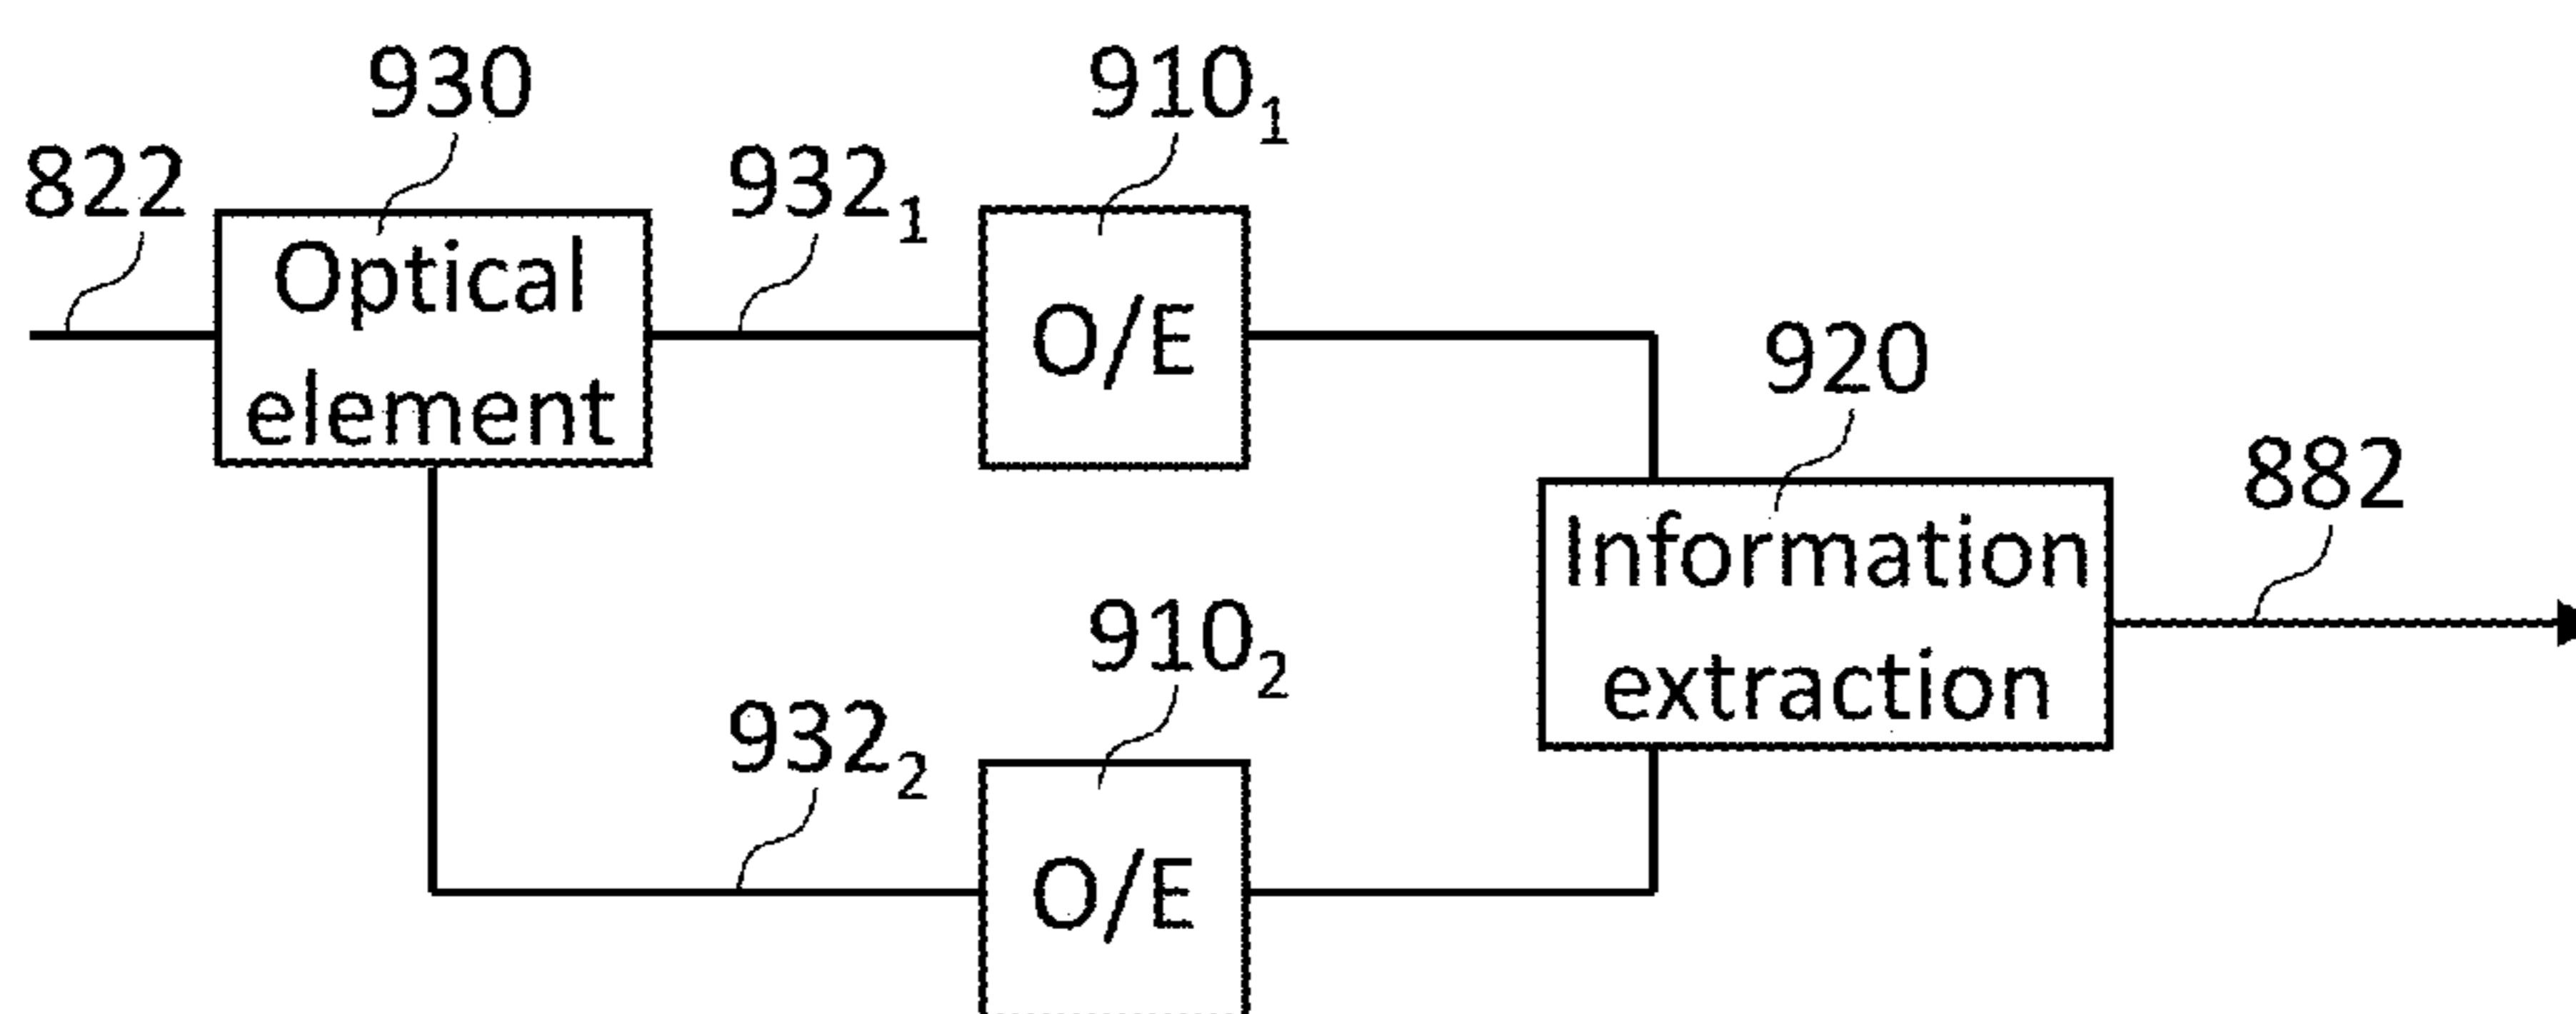 930
910₁
822
932₁
Optical
element
O/E
920
882
Information
extraction
910₂
932₂
O/E